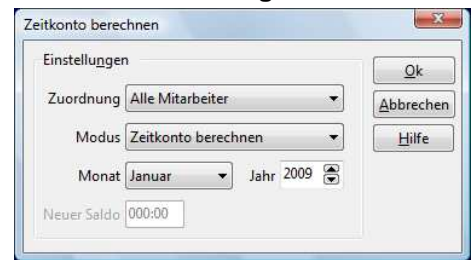 Zeitkonto berechnen
Einstellungen
Ok
Zuordnung Alle Mitarbeiter
Abbrechen
Modus Zeitkonto berechnen
Hilfe
Monat Januar Jahr 2009
Neuer Saldo 000:00